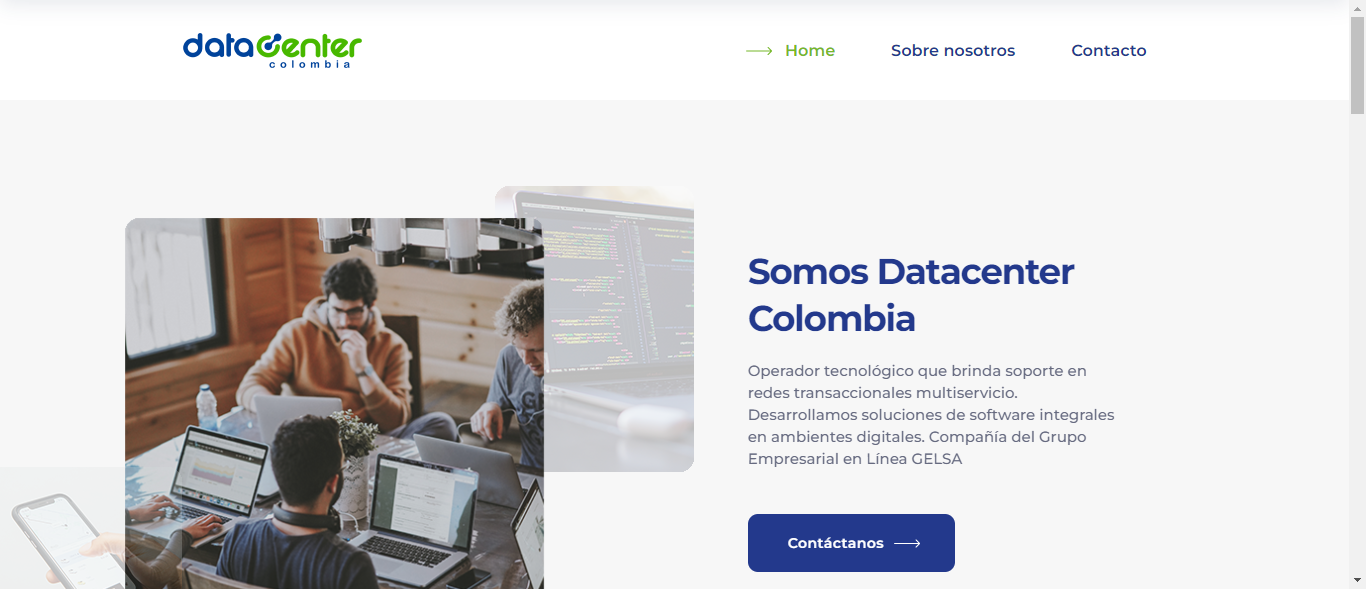 datacenter
colombia
Home
Sobre nosotros
Contacto
Somos Datacenter
Colombia
Operador tecnológico que brinda soporte en
redes transaccionales multiservicio.
Desarrollamos soluciones de software integrales
en ambientes digitales. Compañía del Grupo
Empresarial en Línea GELSA
Contáctanos